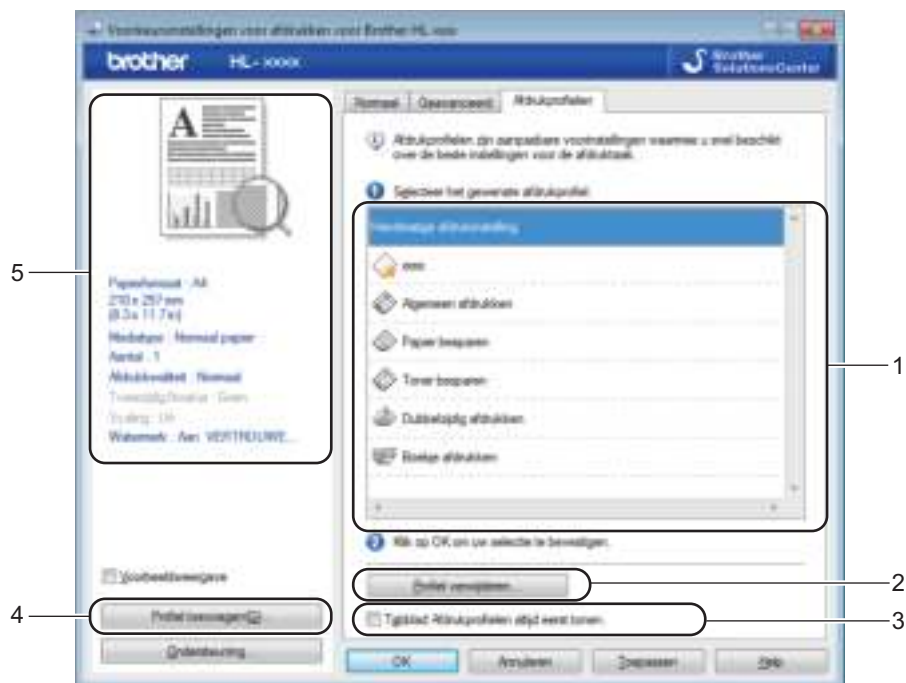 Voorkeursinstellingen voor afdrukken voor Brother HL-xxxx
brother HL-xxxx
Brother
SolutionsCenter
Normaal Geavanceerd Afdrukprofielen
Afdrukprofielen zijn aanpasbare voorinstellingen waarmee u snel beschikt
over de beste instellingen voor de afdruktaak.
Selecteer het gewenste afdrukprofiel.
Handmatige afdrukinstelling
Algemeen afdrukken
Papier besparen
Toner besparen
Dubbelzijdig afdrukken
Boekje afdrukken
1
Klik op OK om uw selectie te bevestigen.
Profiel verwijderen...
2
Tabblad Afdrukprofielen altijd eerst tonen.
3
5
Papierformaat : A4
210 x 297 mm
(8.3 x 11.7 in)
Mediatype : Normaal papier
Aantal : 1
Afdrukkwaliteit : Normaal
Tweezijdig/Boekje : Geen
Scaling : Uit
Watermerk : Aan VERTROUWE...
Voorbeeldweergave
4
Profiel toevoegen(Z)...
Ondersteuning...
OK Annuleren Toepassen Help